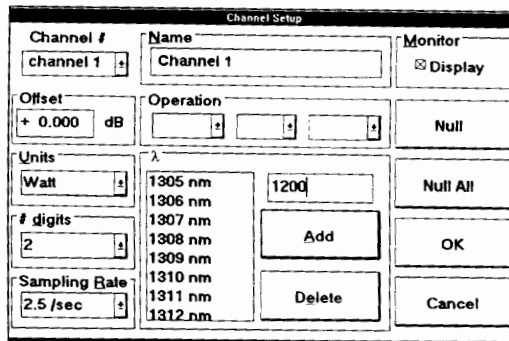 Channel Setup
Channel #
channel 1
Name
Channel 1
Monitor
Display
Offset
+ 0.000 dB
Operation
Null
Units
Watt
λ
1305 nm
1306 nm
1307 nm
1308 nm
1309 nm
1310 nm
1311 nm
1312 nm
1200
Null All
# digits
2
Add
OK
Sampling Rate
2.5 /sec
Delete
Cancel